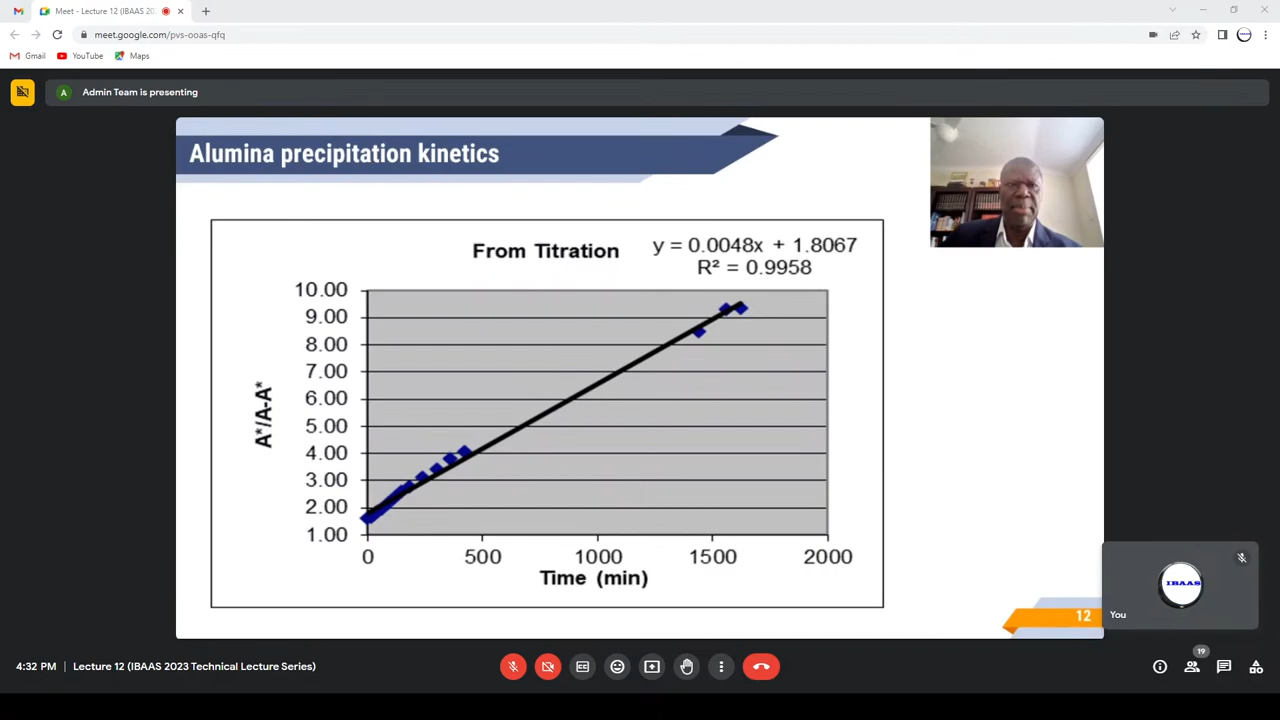 Meet - Lecture 12 (IBAAS 202
meet.google.com/pvs-ooas-qfq
Gmail
YouTube
Maps
A
Admin Team is presenting
Alumina precipitation kinetics
From Titration
y = 0.0048x + 1.8067
R² = 0.9958
10.00
9.00
8.00
7.00
6.00
5.00
4.00
3.00
2.00
1.00
A*/A-A*
0
500
1000
1500
2000
Time (min)
12
IBAAS
You
4:32 PM | Lecture 12 (IBAAS 2023 Technical Lecture Series)
19